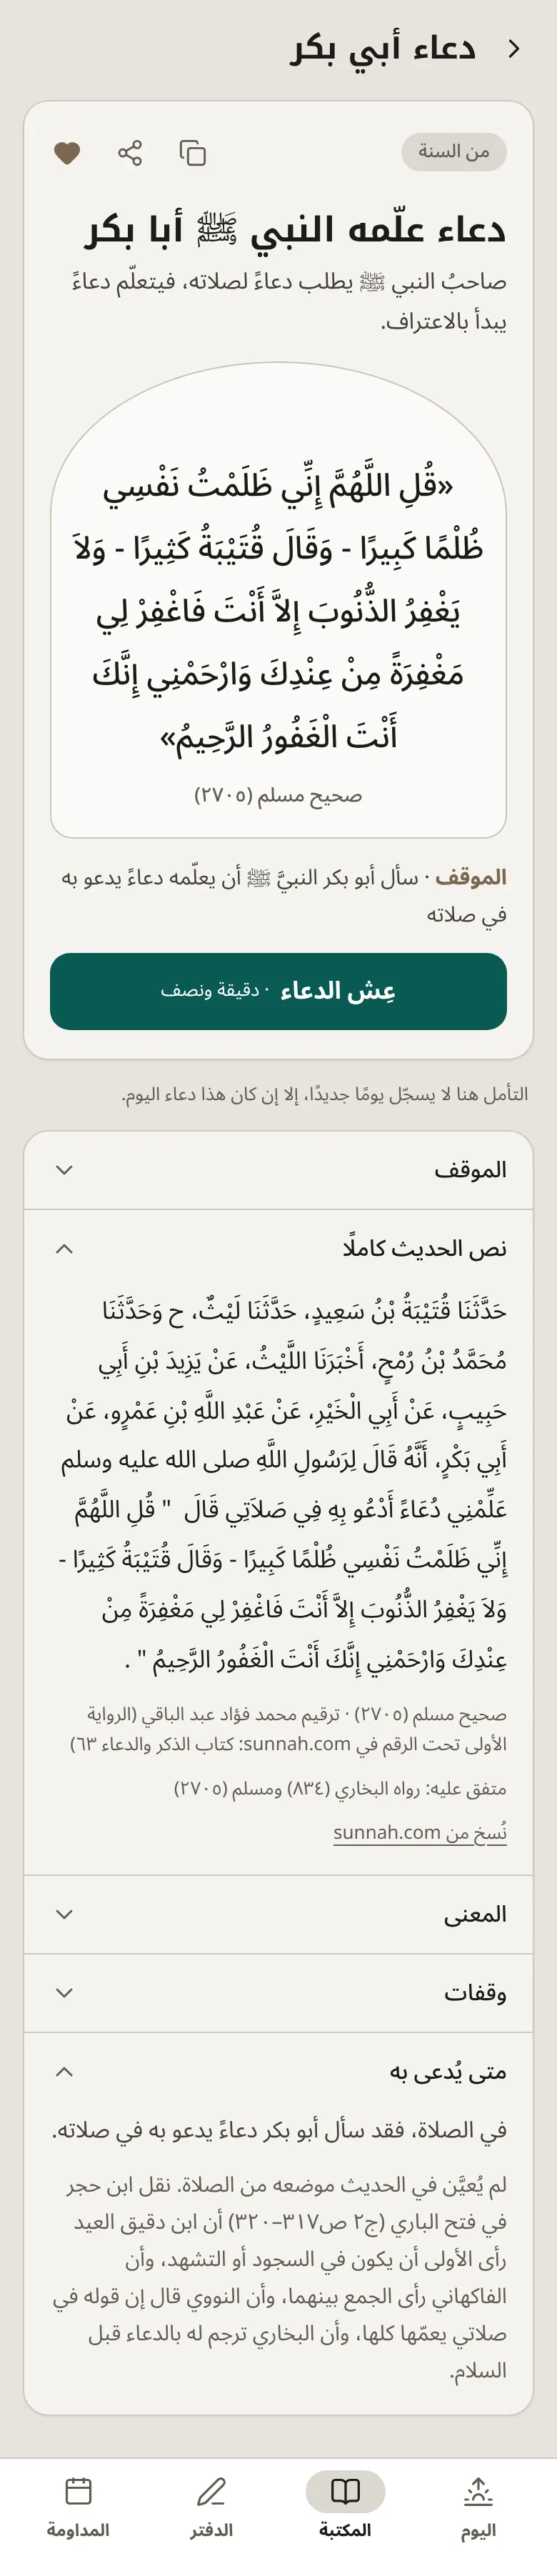 دعاء أبي بكر
من السنة
دعاء علّمه النبي ﷺ أبا بكر
صاحبُ النبي ﷺ يطلب دعاءً لصلاته، فيتعلّم دعاءً
يبدأ بالاعتراف.
«قُلِ اللَّهُمَّ إِنِّي ظَلَمْتُ نَفْسِي
ظُلْمًا كَبِيرًا - وَقَالَ قُتَيْبَةُ كَثِيرًا - وَلاَ
يَغْفِرُ الذُّنُوبَ إِلاَّ أَنْتَ فَاغْفِرْ لِي
مَغْفِرَةً مِنْ عِنْدِكَ وَارْحَمْنِي إِنَّكَ
أَنْتَ الْغَفُورُ الرَّحِيمُ»
صحيح مسلم (٢٧٠٥)
الموقف · سأل أبو بكر النبيَّ ﷺ أن يعلّمه دعاءً يدعو به
في صلاته
عِش الدعاء · دقيقة ونصف
التأمل هنا لا يسجّل يومًا جديدًا، إلا إن كان هذا دعاء اليوم.
الموقف
نص الحديث كاملًا
حَدَّثَنَا قُتَيْبَةُ بْنُ سَعِيدٍ، حَدَّثَنَا لَيْثٌ، ح وَحَدَّثَنَا
مُحَمَّدُ بْنُ رُمْحٍ، أَخْبَرَنَا اللَّيْثُ، عَنْ يَزِيدَ بْنِ أَبِي
حَبِيبٍ، عَنْ أَبِي الْخَيْرِ، عَنْ عَبْدِ اللَّهِ بْنِ عَمْرٍو، عَنْ
أَبِي بَكْرٍ، أَنَّهُ قَالَ لِرَسُولِ اللَّهِ صلى الله عليه وسلم
عَلِّمْنِي دُعَاءً أَدْعُو بِهِ فِي صَلاَتِي قَالَ " قُلِ اللَّهُمَّ
إِنِّي ظَلَمْتُ نَفْسِي ظُلْمًا كَبِيرًا - وَقَالَ قُتَيْبَةُ كَثِيرًا -
وَلاَ يَغْفِرُ الذُّنُوبَ إِلاَّ أَنْتَ فَاغْفِرْ لِي مَغْفِرَةً مِنْ
عِنْدِكَ وَارْحَمْنِي إِنَّكَ أَنْتَ الْغَفُورُ الرَّحِيمُ " .
صحيح مسلم (٢٧٠٥) · ترقيم محمد فؤاد عبد الباقي (الرواية
الأولى تحت الرقم في sunnah.com: كتاب الذكر والدعاء ٦٣)
متفق عليه: رواه البخاري (٨٣٤) ومسلم (٢٧٠٥)
نُسخ من sunnah.com
المعنى
وقفات
متى يُدعى به
في الصلاة، فقد سأل أبو بكر دعاءً يدعو به في صلاته.
لم يُعيَّن في الحديث موضعه من الصلاة. نقل ابن حجر
في فتح الباري (ج٢ ص٣١٧–٣٢٠) أن ابن دقيق العيد
رأى الأولى أن يكون في السجود أو التشهد، وأن
الفاكهاني رأى الجمع بينهما، وأن النووي قال إن قوله في
صلاتي يعمّها كلها، وأن البخاري ترجم له بالدعاء قبل
السلام.
اليوم
المكتبة
الدفتر
المداومة